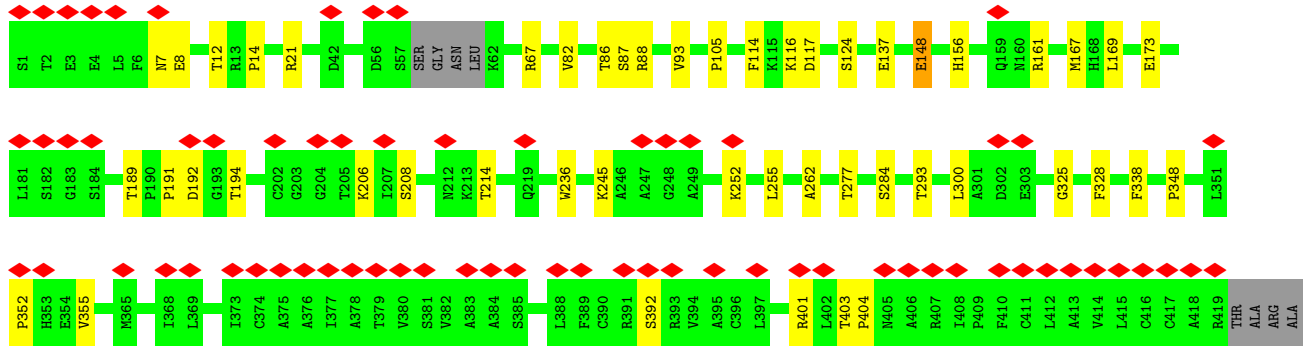 S1 T2 E3 E4 L5 F6 N7 E8 T12 R13 P14 R21 D42 D56 S57 SER GLY ASN LEU K62 R67 V82 T86 S87 R88 V93 P105 F114 K115 K116 D117 S124 E137 E148 H156 Q159 N160 R161 M167 H168 L169 E173
L181 S182 G183 S184 T189 P190 P191 D192 G193 T194 C202 G203 G204 T205 K206 I207 S208 N212 K213 T214 Q219 W236 K245 A246 A247 G248 A249 K252 L255 A262 T277 S284 T293 L300 A301 D302 E303 G325 F328 F338 P348 L351
P352 H353 E354 V355 M365 I368 L369 I373 C374 A375 A376 I377 A378 T379 V380 S381 V382 A383 A384 S385 L388 F389 C390 R391 S392 R393 V394 A395 C396 L397 R401 L402 T403 P404 N405 A406 R407 I408 P409 F410 C411 L412 A413 V414 L415 C416 C417 A418 R419 THR ALA ARG ALA